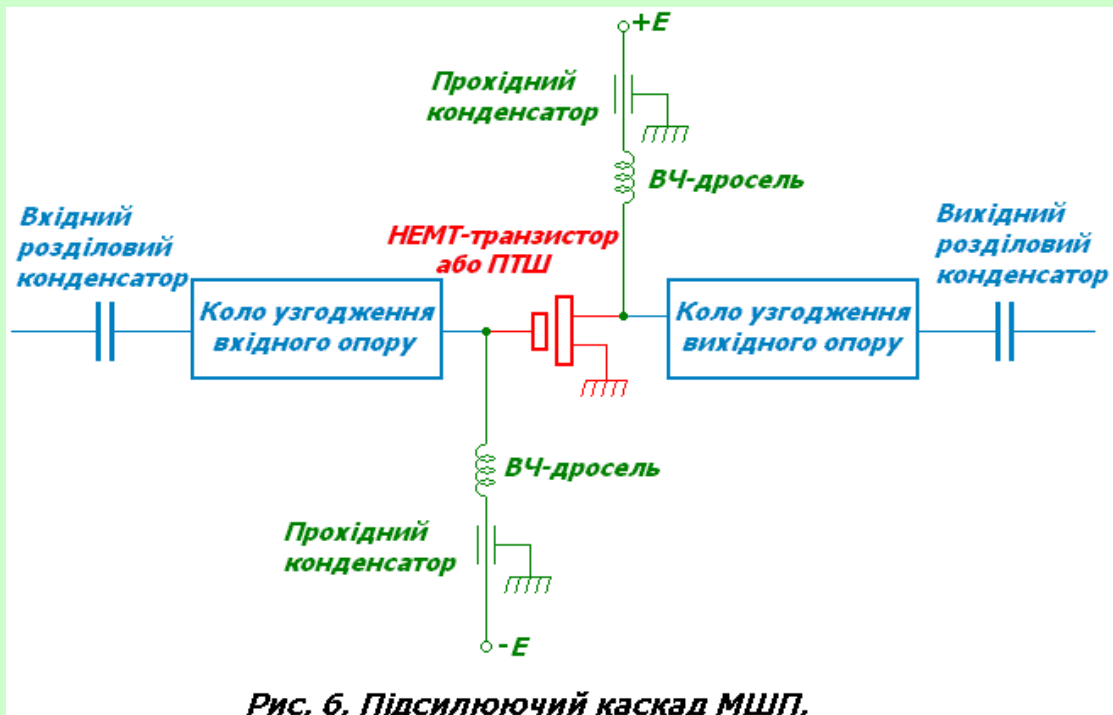 +E
Прохідний
конденсатор
ВЧ-дросель
Вхідний
розділовий
конденсатор
НЕМТ-транзистор
або ПТШ
Вихідний
розділовий
конденсатор
Коло узгодження
вхідного опору
Коло узгодження
вихідного опору
ВЧ-дросель
Прохідний
конденсатор
-E
Рис. 6. Підсилюючий каскад МШП.